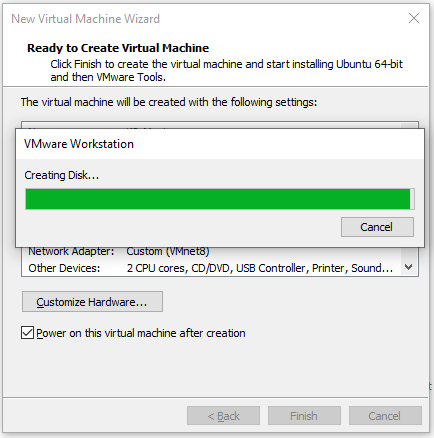 New Virtual Machine Wizard
Ready to Create Virtual Machine
Click Finish to create the virtual machine and start installing Ubuntu 64-bit
and then VMware Tools.
The virtual machine will be created with the following settings:
VMware Workstation
Creating Disk...
Cancel
Network Adapter: Custom (VMnet8)
Other Devices: 2 CPU cores, CD/DVD, USB Controller, Printer, Sound...
Customize Hardware...
Power on this virtual machine after creation
< Back Finish Cancel